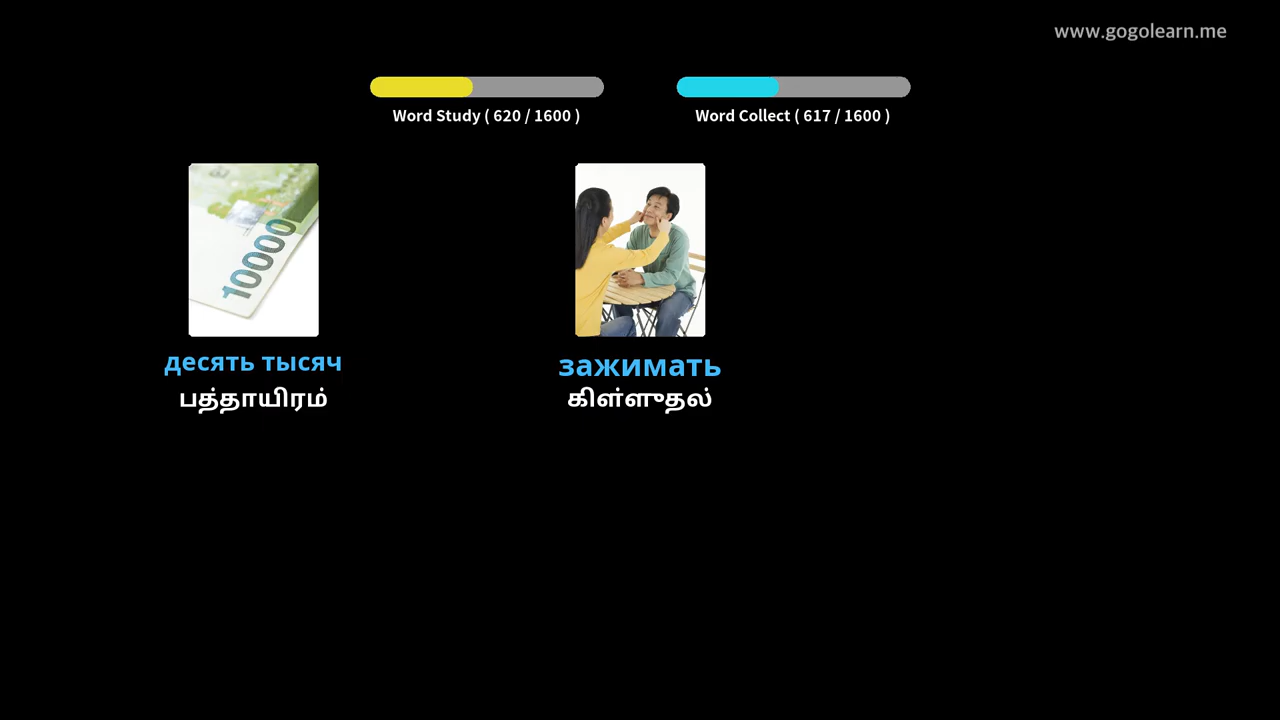 www.gogolearn.me
Word Study ( 620 / 1600 )
Word Collect ( 617 / 1600 )
10000
десять тысяч
பத்தாயிரம்
зажимать
கிள்ளுதல்